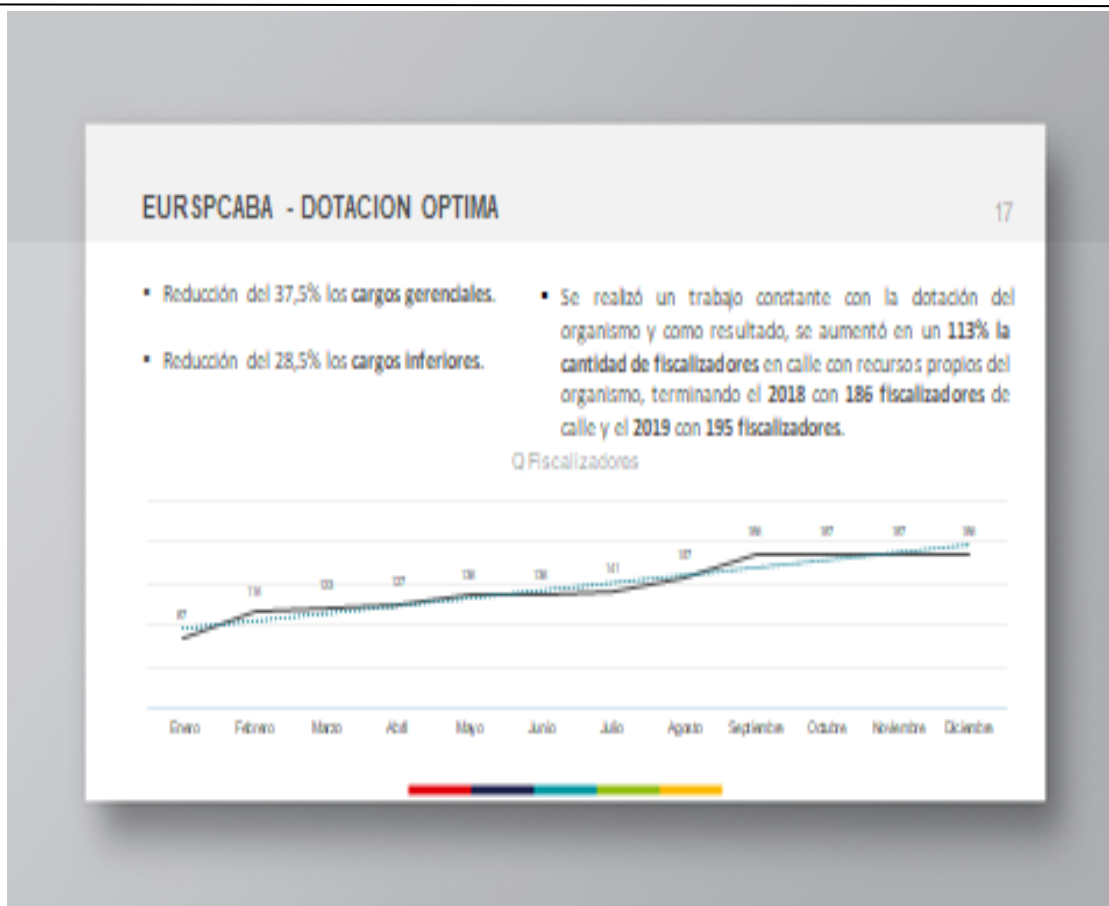 EURSPCABA - DOTACION OPTIMA
17
▪ Reducción del 37,5% los cargos gerenciales.
▪ Reducción del 28,5% los cargos inferiores.
▪ Se realizó un trabajo constante con la dotación del
organismo y como resultado, se aumentó en un 113% la
cantidad de fiscalizadores en calle con recursos propios del
organismo, terminando el 2018 con 186 fiscalizadores de
calle y el 2019 con 195 fiscalizadores.
Q Fiscalizadores
87
141
Enero Febrero Marzo Abril Mayo Junio Julio Agosto Septiembre Octubre Noviembre Diciembre